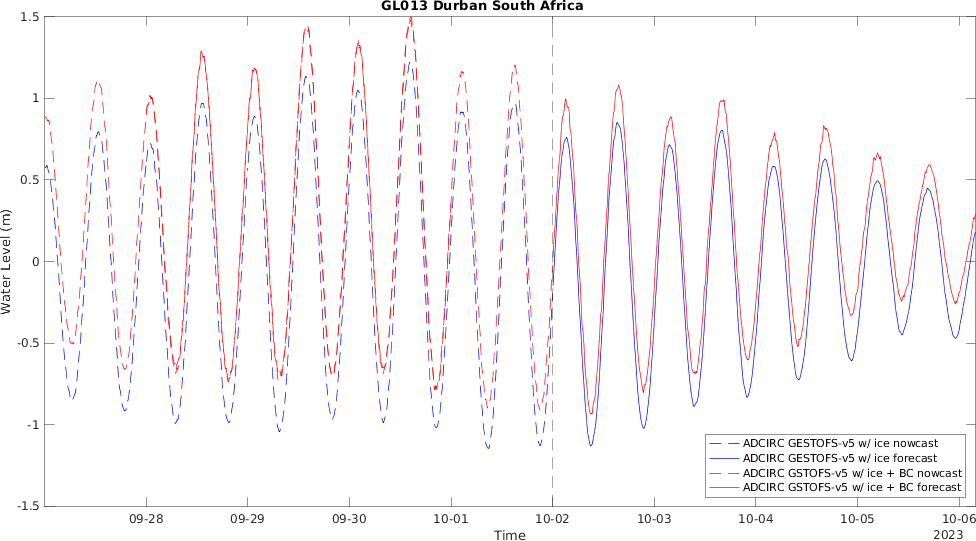 GL013 Durban South Africa
1.5
1
0.5
0
-0.5
-1
-1.5
Water Level (m)
09-28
09-29
09-30
10-01
10-02
10-03
10-04
10-05
10-06
Time
2023
ADCIRC GESTOFS-v5 w/ ice nowcast
ADCIRC GESTOFS-v5 w/ ice forecast
ADCIRC GSTOFS-v5 w/ ice + BC nowcast
ADCIRC GSTOFS-v5 w/ ice + BC forecast